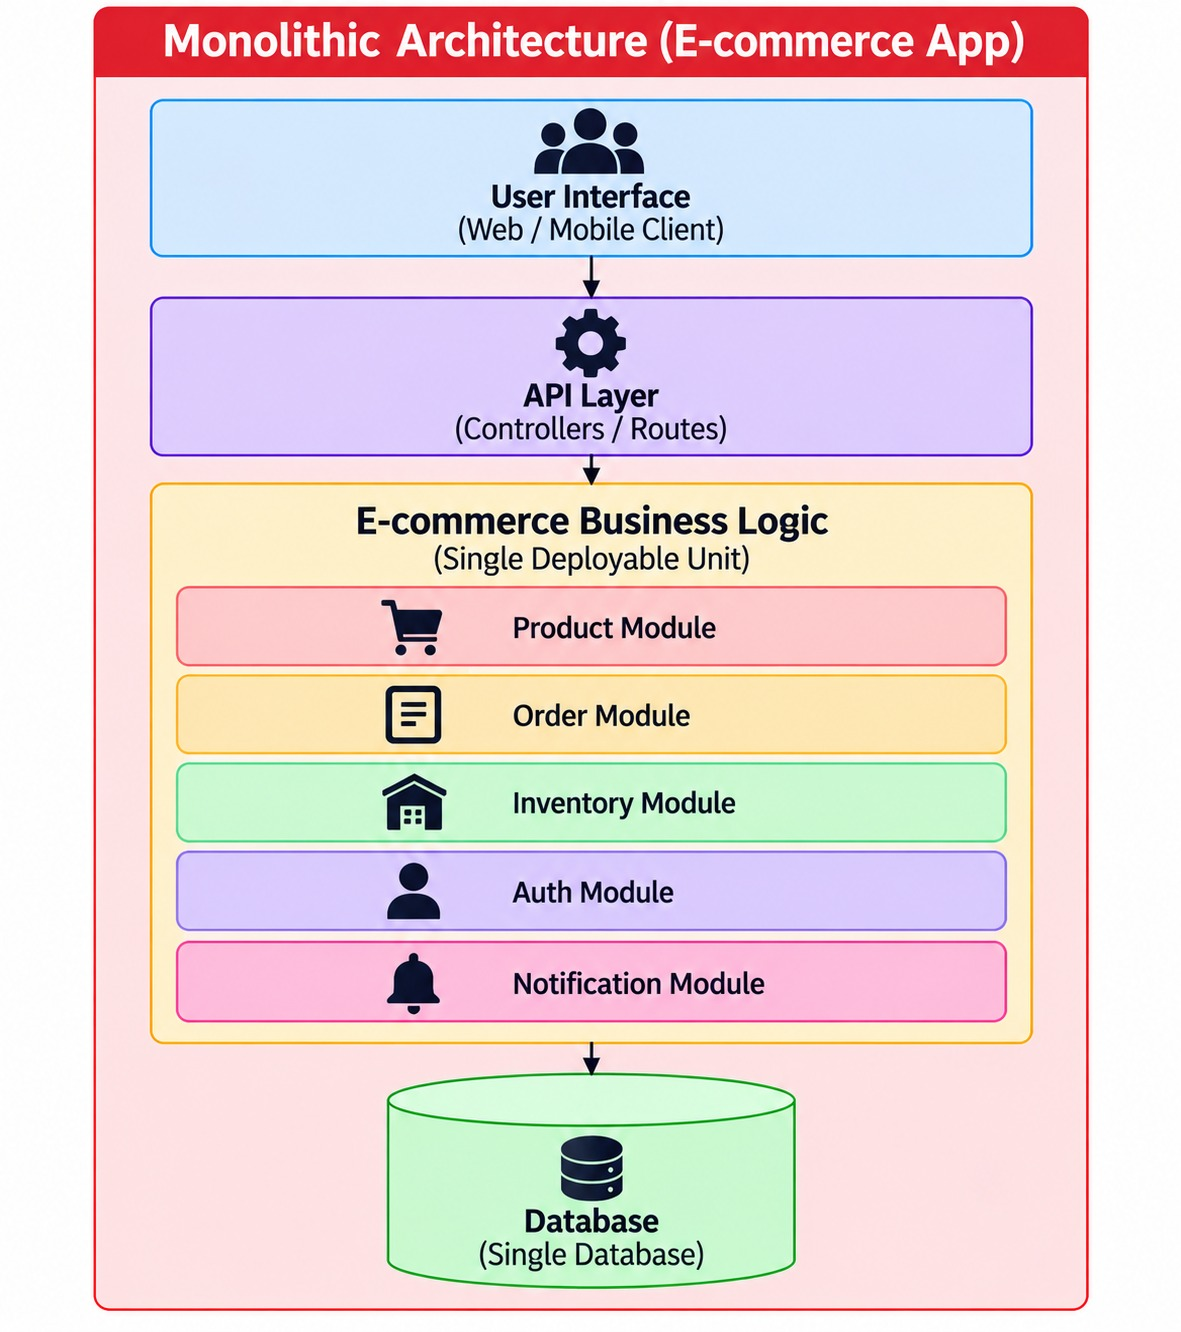 Monolithic Architecture (E-commerce App)
User Interface
(Web / Mobile Client)
API Layer
(Controllers / Routes)
E-commerce Business Logic
(Single Deployable Unit)
Product Module
Order Module
Inventory Module
Auth Module
Notification Module
Database
(Single Database)